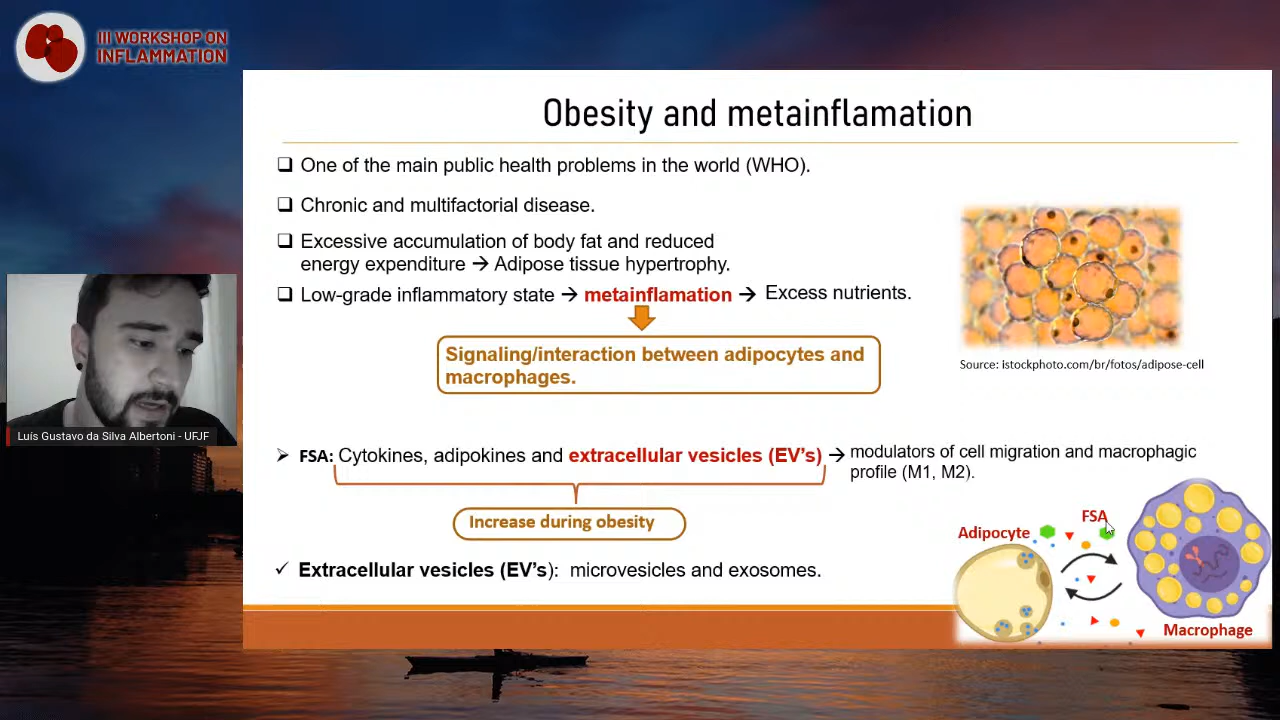 III WORKSHOP ON
INFLAMMATION
Obesity and metainflamation
❑ One of the main public health problems in the world (WHO).
❑ Chronic and multifactorial disease.
❑ Excessive accumulation of body fat and reduced
energy expenditure → Adipose tissue hypertrophy.
❑ Low-grade inflammatory state → metainflamation → Excess nutrients.
Signaling/interaction between adipocytes and
macrophages.
Source: istockphoto.com/br/fotos/adipose-cell
Luís Gustavo da Silva Albertoni - UFJF
➢ FSA: Cytokines, adipokines and extracellular vesicles (EV's) → modulators of cell migration and macrophagic
profile (M1, M2).
Increase during obesity
FSA
Adipocyte
✓ Extracellular vesicles (EV's): microvesicles and exosomes.
Macrophage